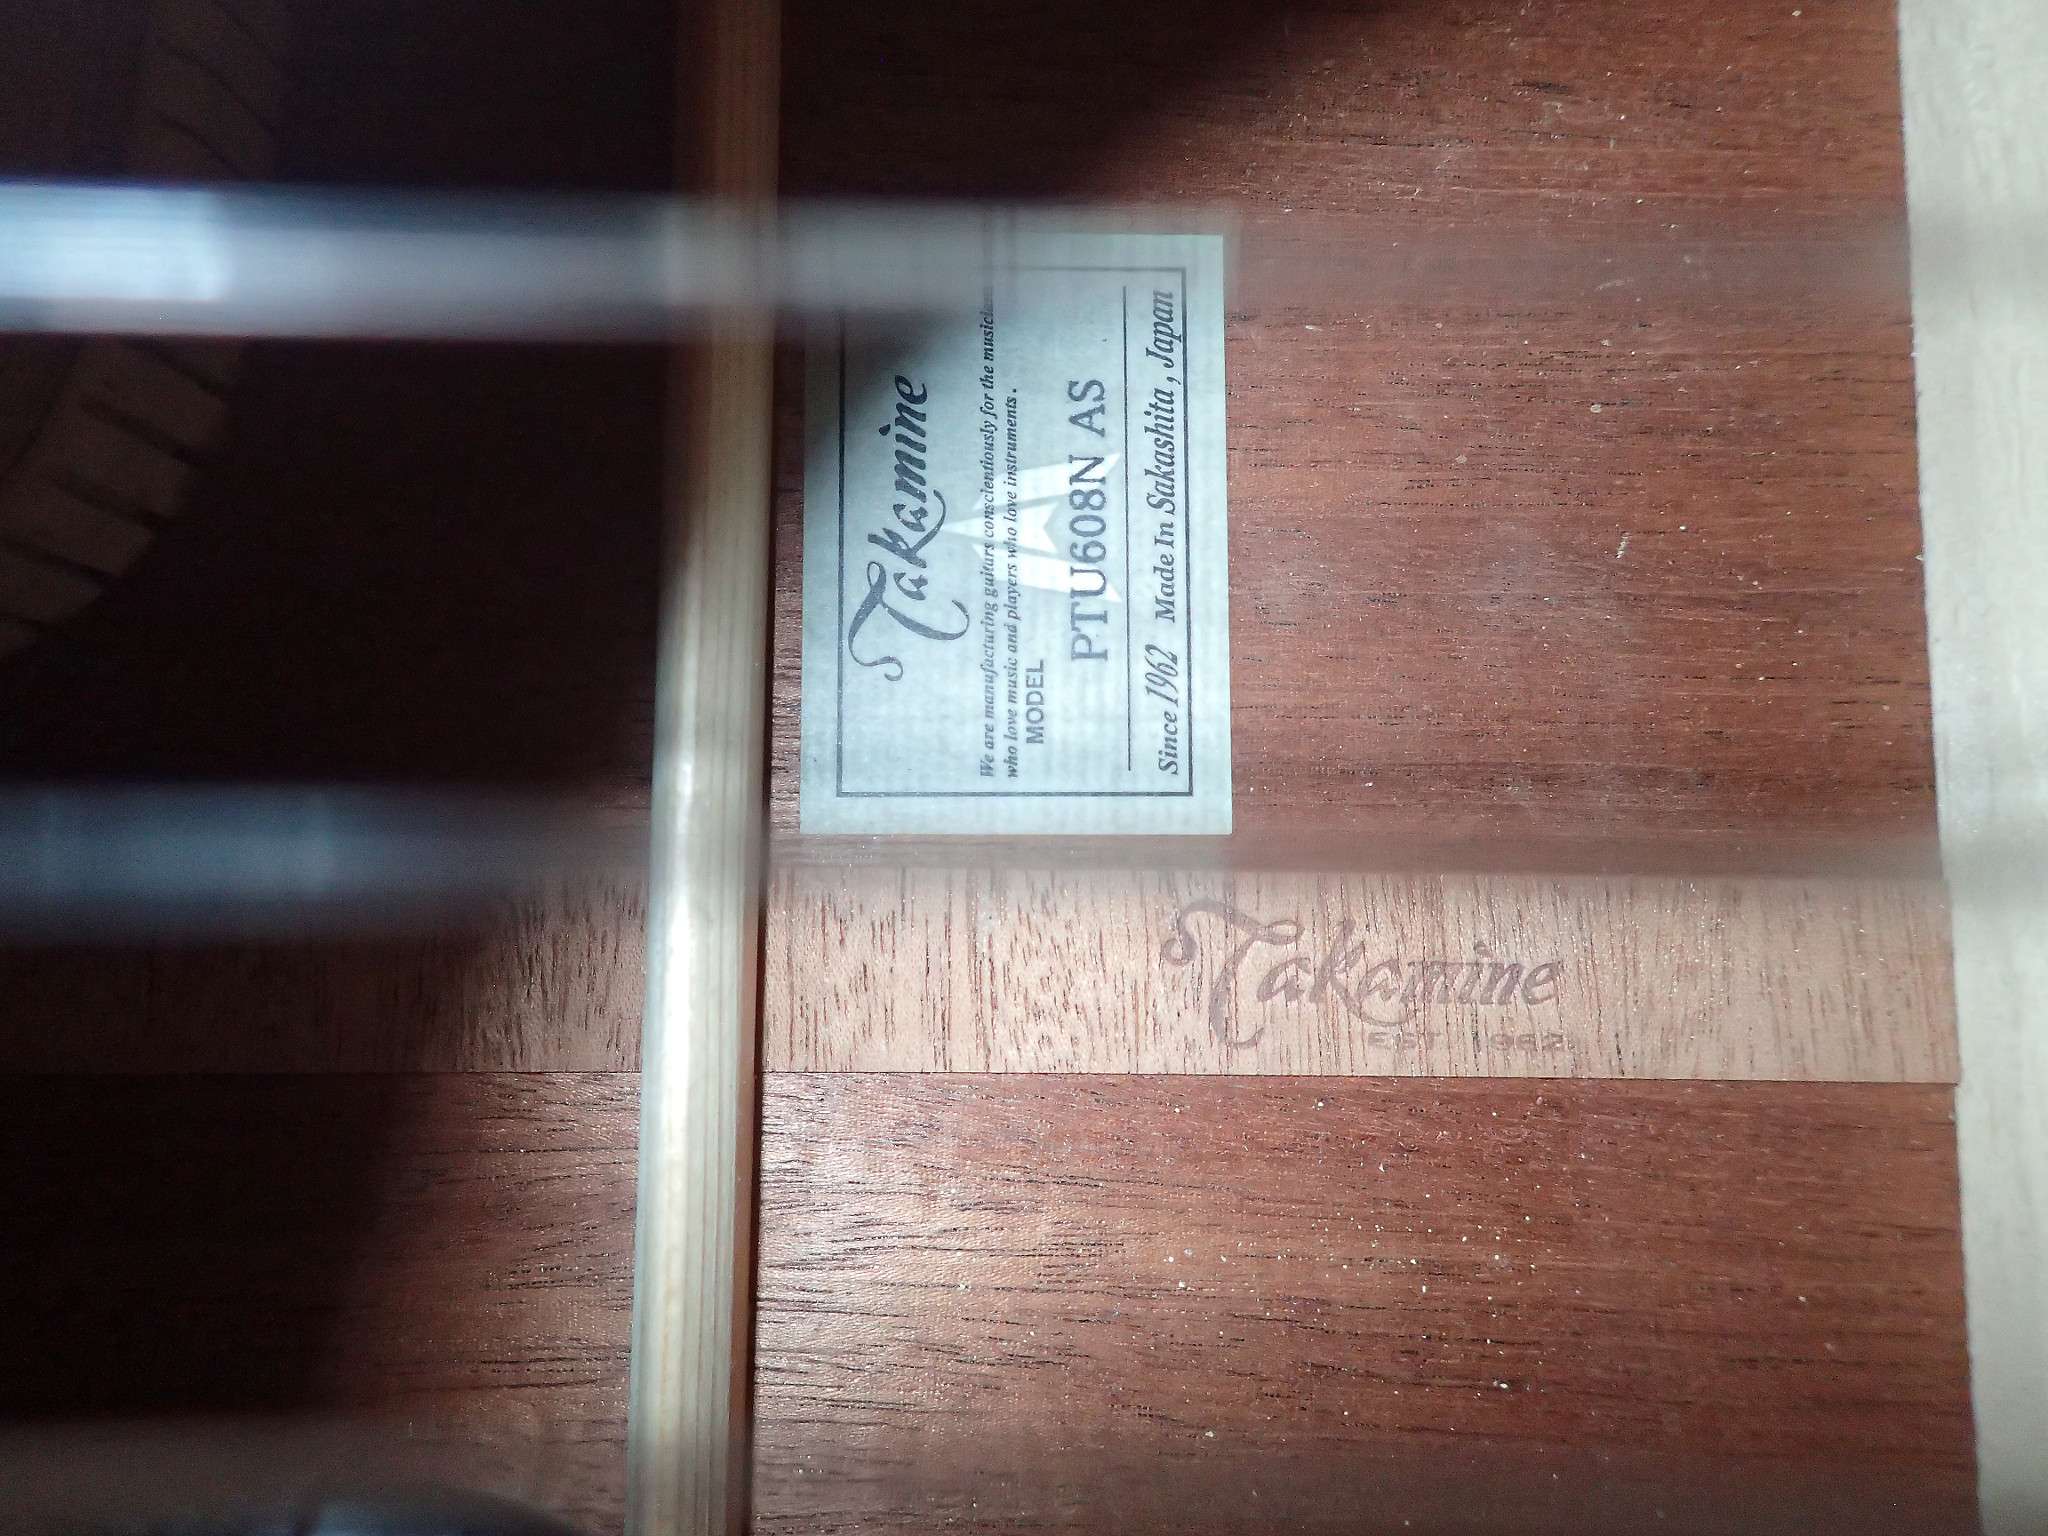 Takamine
We are manufacturing guitars conscientiously for the
who love music and players who love instruments.
MODEL
PTU608N AS
Since 1962 Made In Sakashita, Japan
Takamine
EST 1962